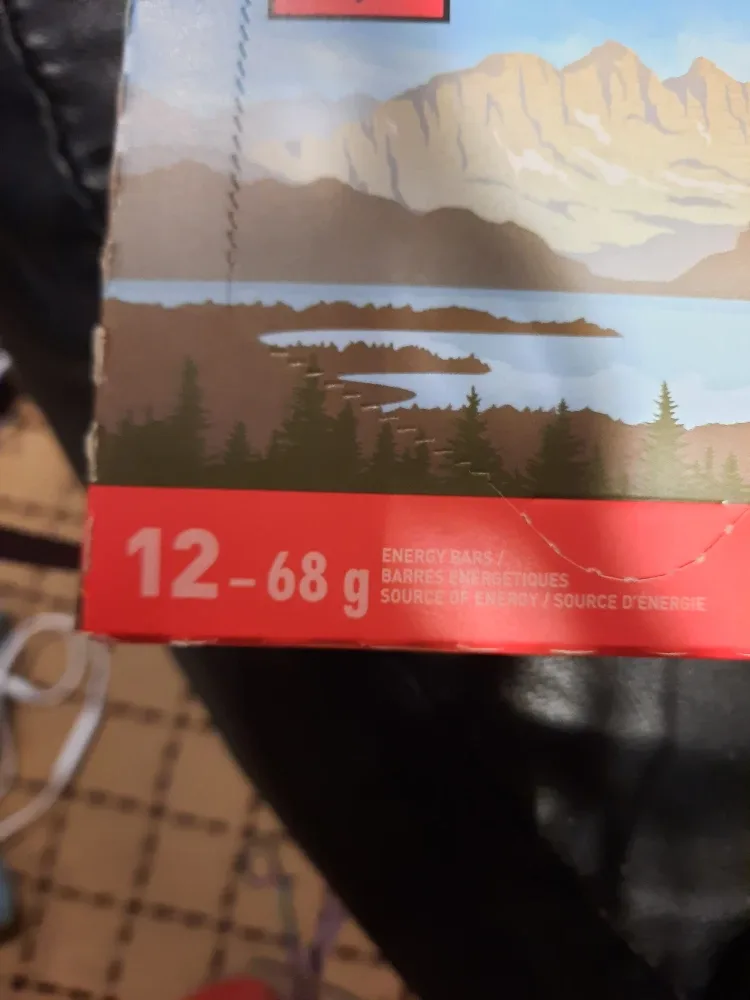 12-68 g
ENERGY BARS /
BARRES ÉNERGÉTIQUES
SOURCE OF ENERGY / SOURCE D'ÉNERGIE